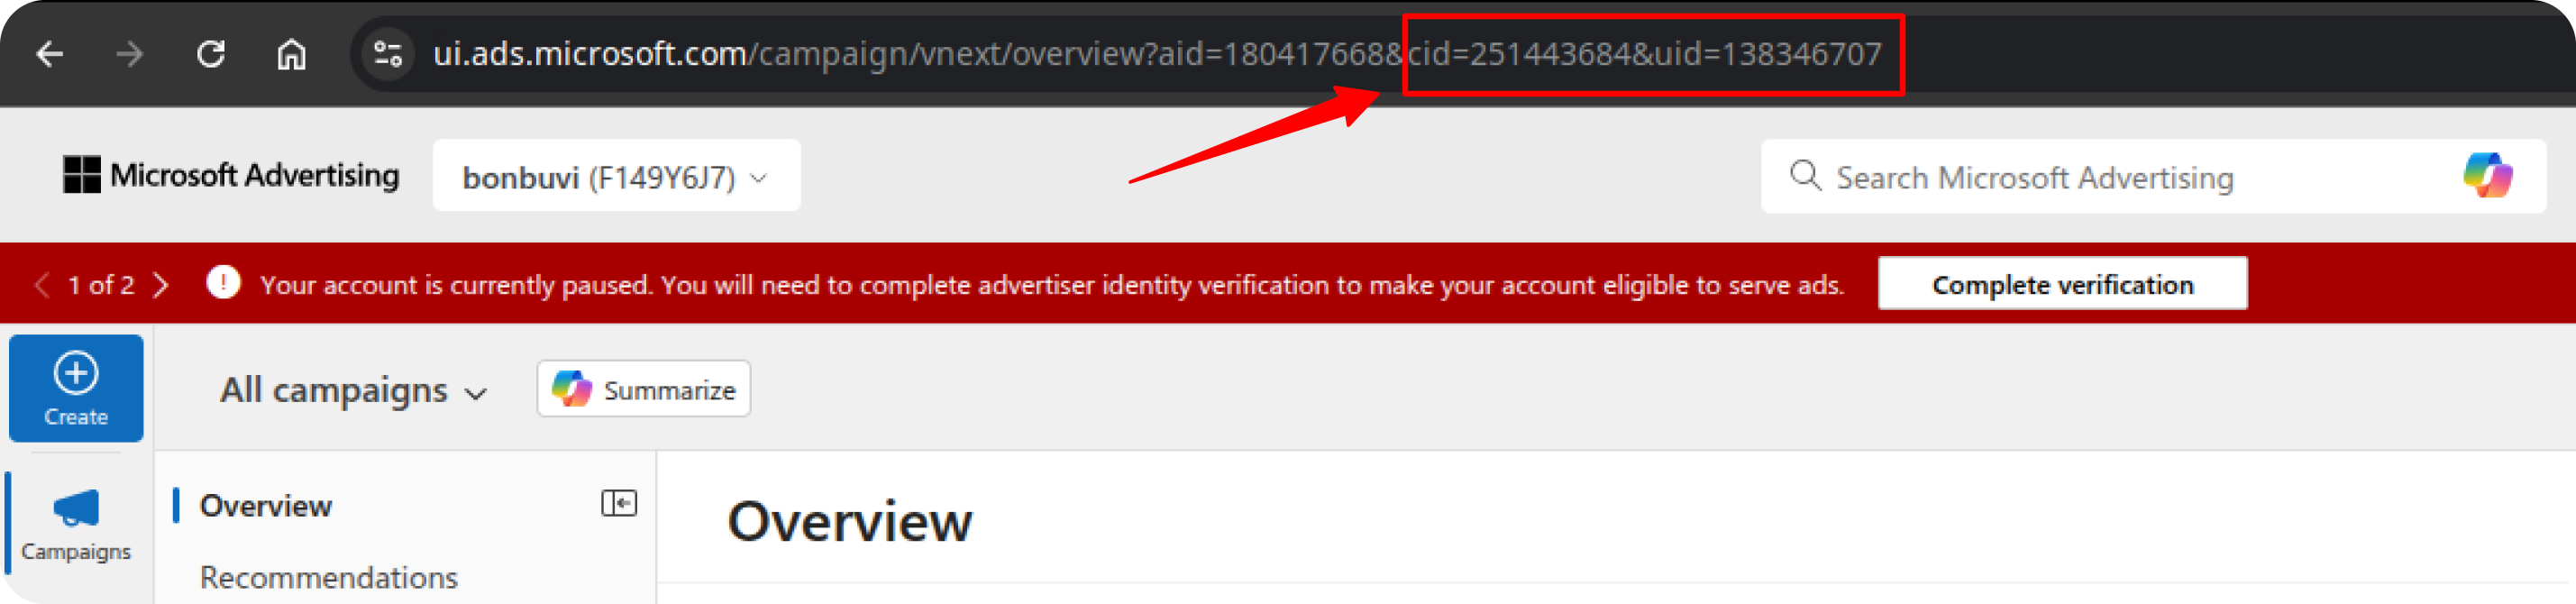 ui.ads.microsoft.com/campaign/vnext/overview?aid=180417668&cid=251443684&uid=138346707
Microsoft Advertising
bonbuvi (F149Y6J7)
Search Microsoft Advertising
1 of 2
Your account is currently paused. You will need to complete advertiser identity verification to make your account eligible to serve ads.
Complete verification
Create
All campaigns
Summarize
Campaigns
Overview
Recommendations
Overview